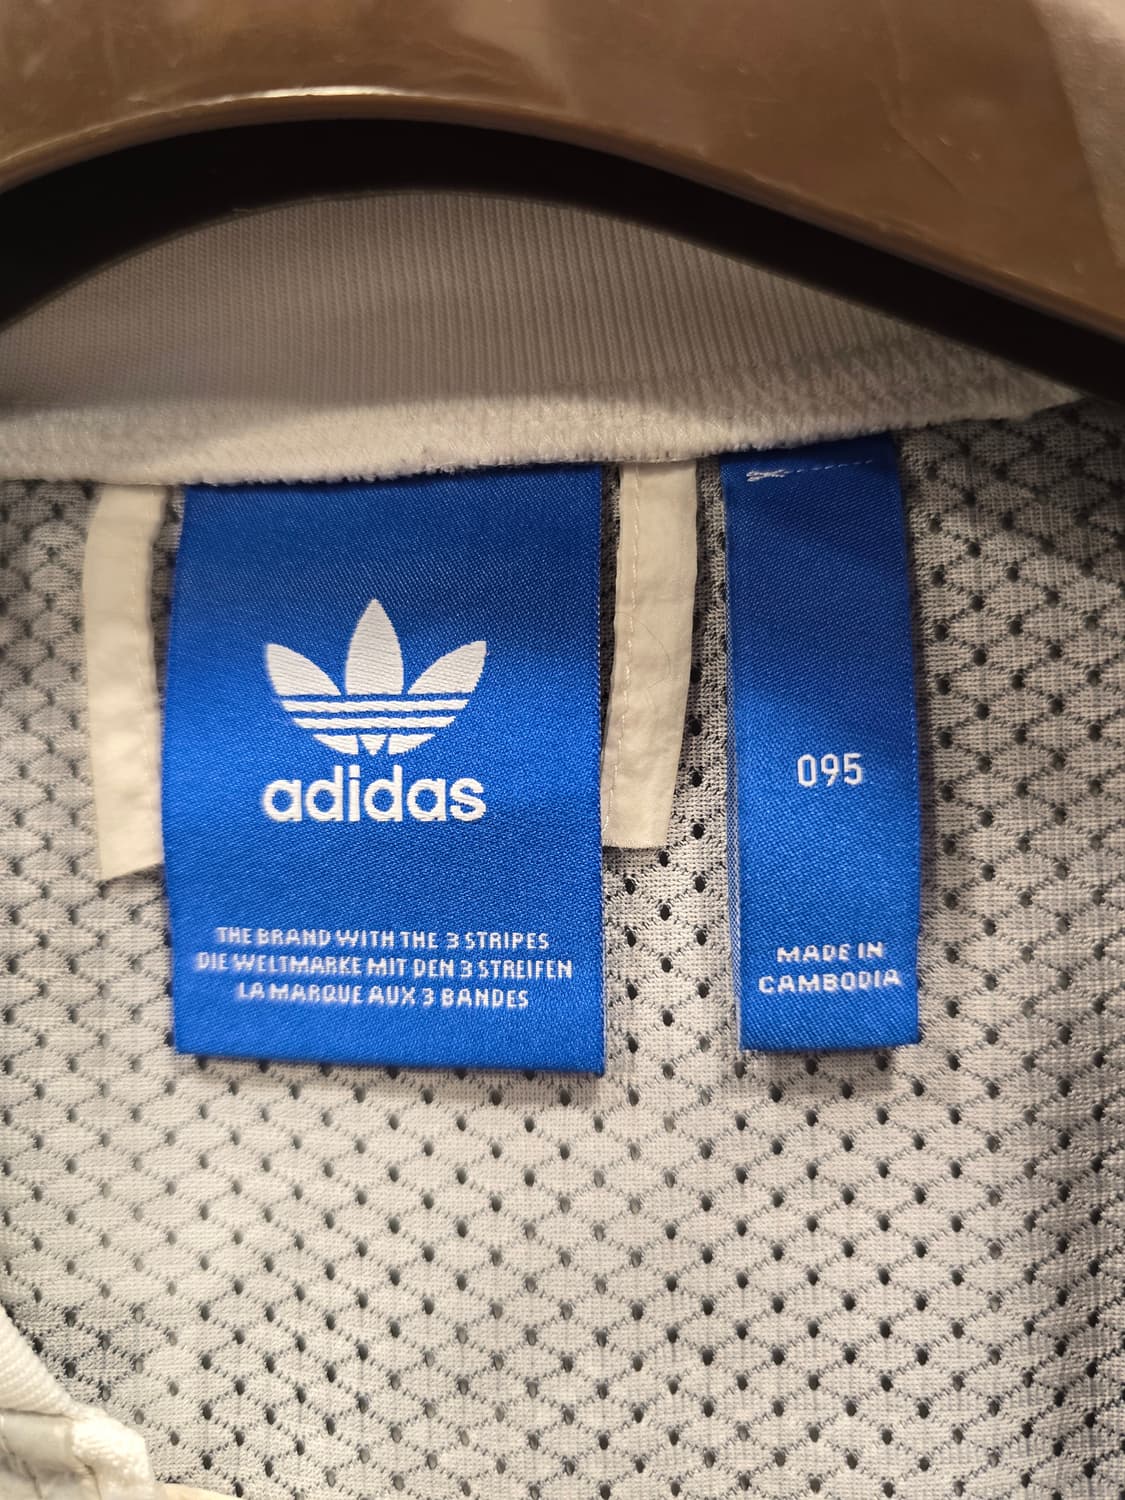 adidas
THE BRAND WITH THE 3 STRIPES
DIE WELTMARKE MIT DEN 3 STREIFEN
LA MARQUE AUX 3 BANDES
095
MADE IN
CAMBODIA